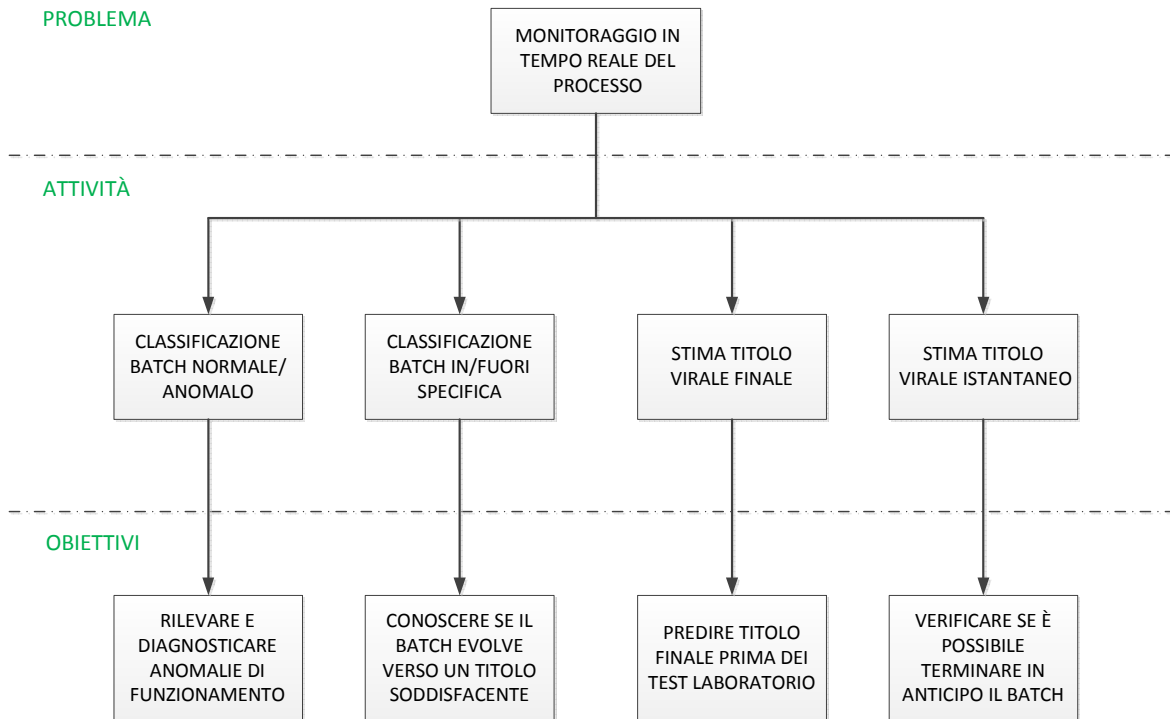 PROBLEMA
MONITORAGGIO IN
TEMPO REALE DEL
PROCESSO
ATTIVITÀ
CLASSIFICAZIONE
BATCH NORMALE/
ANOMALO
CLASSIFICAZIONE
BATCH IN/FUORI
SPECIFICA
STIMA TITOLO
VIRALE FINALE
STIMA TITOLO
VIRALE ISTANTANEO
OBIETTIVI
RILEVARE E
DIAGNOSTICARE
ANOMALIE DI
FUNZIONAMENTO
CONOSCERE SE IL
BATCH EVOLVE
VERSO UN TITOLO
SODDISFACENTE
PREDIRE TITOLO
FINALE PRIMA DEI
TEST LABORATORIO
VERIFICARE SE È
POSSIBILE
TERMINARE IN
ANTICIPO IL BATCH